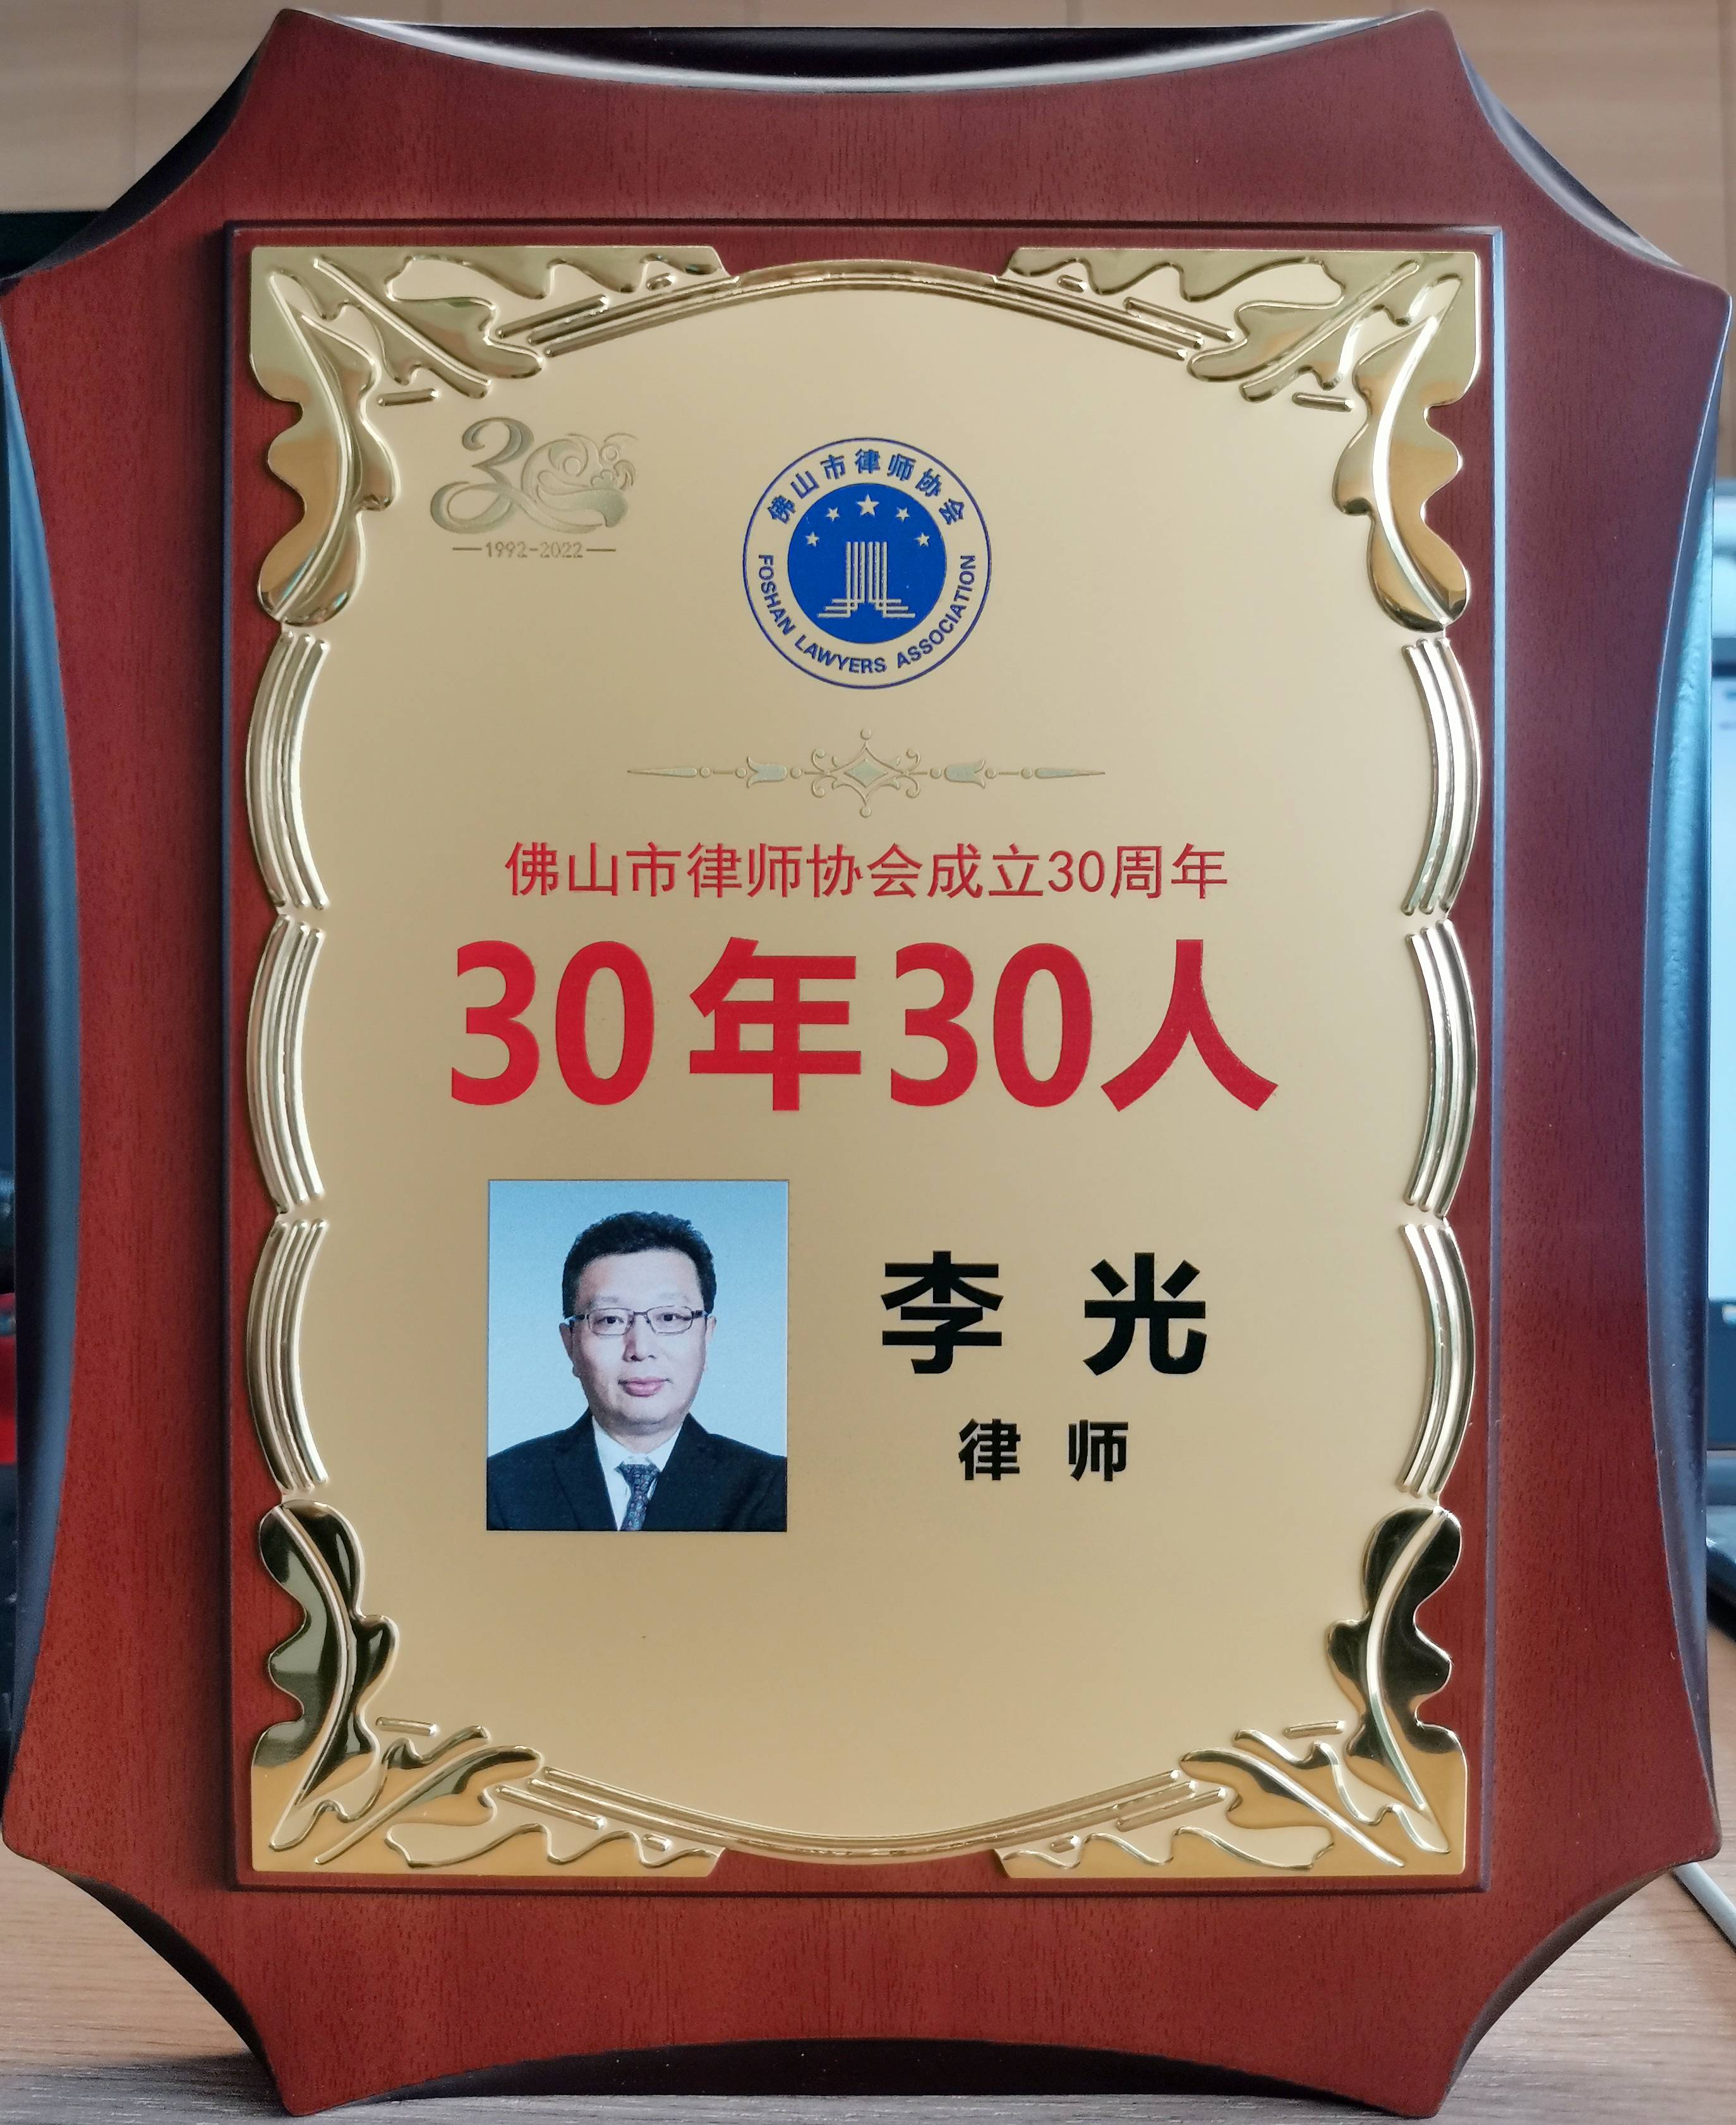 30
1992-2022
佛山市律师协会
FOSHAN LAWYERS ASSOCIATION
佛山市律师协会成立30周年
30年30人
李光
律师